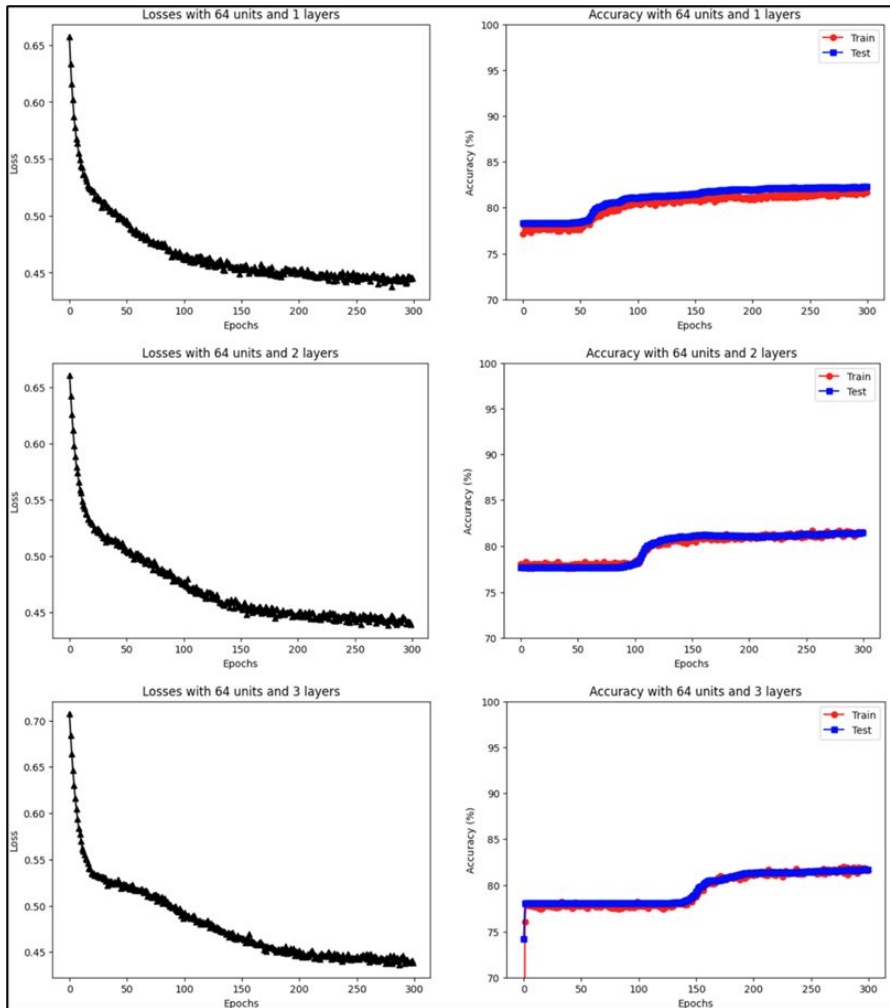 Losses with 64 units and 1 layers
0.65
0.60
0.55
0.50
0.45
Loss
0 50 100 150 200 250 300
Epochs
Accuracy with 64 units and 1 layers
100
95
90
85
80
75
70
Accuracy (%)
Train
Test
0 50 100 150 200 250 300
Epochs
Losses with 64 units and 2 layers
0.65
0.60
0.55
0.50
0.45
Loss
0 50 100 150 200 250 300
Epochs
Accuracy with 64 units and 2 layers
100
95
90
85
80
75
70
Accuracy (%)
Train
Test
0 50 100 150 200 250 300
Epochs
Losses with 64 units and 3 layers
0.70
0.65
0.60
0.55
0.50
0.45
Loss
0 50 100 150 200 250 300
Epochs
Accuracy with 64 units and 3 layers
100
95
90
85
80
75
70
Accuracy (%)
Train
Test
0 50 100 150 200 250 300
Epochs